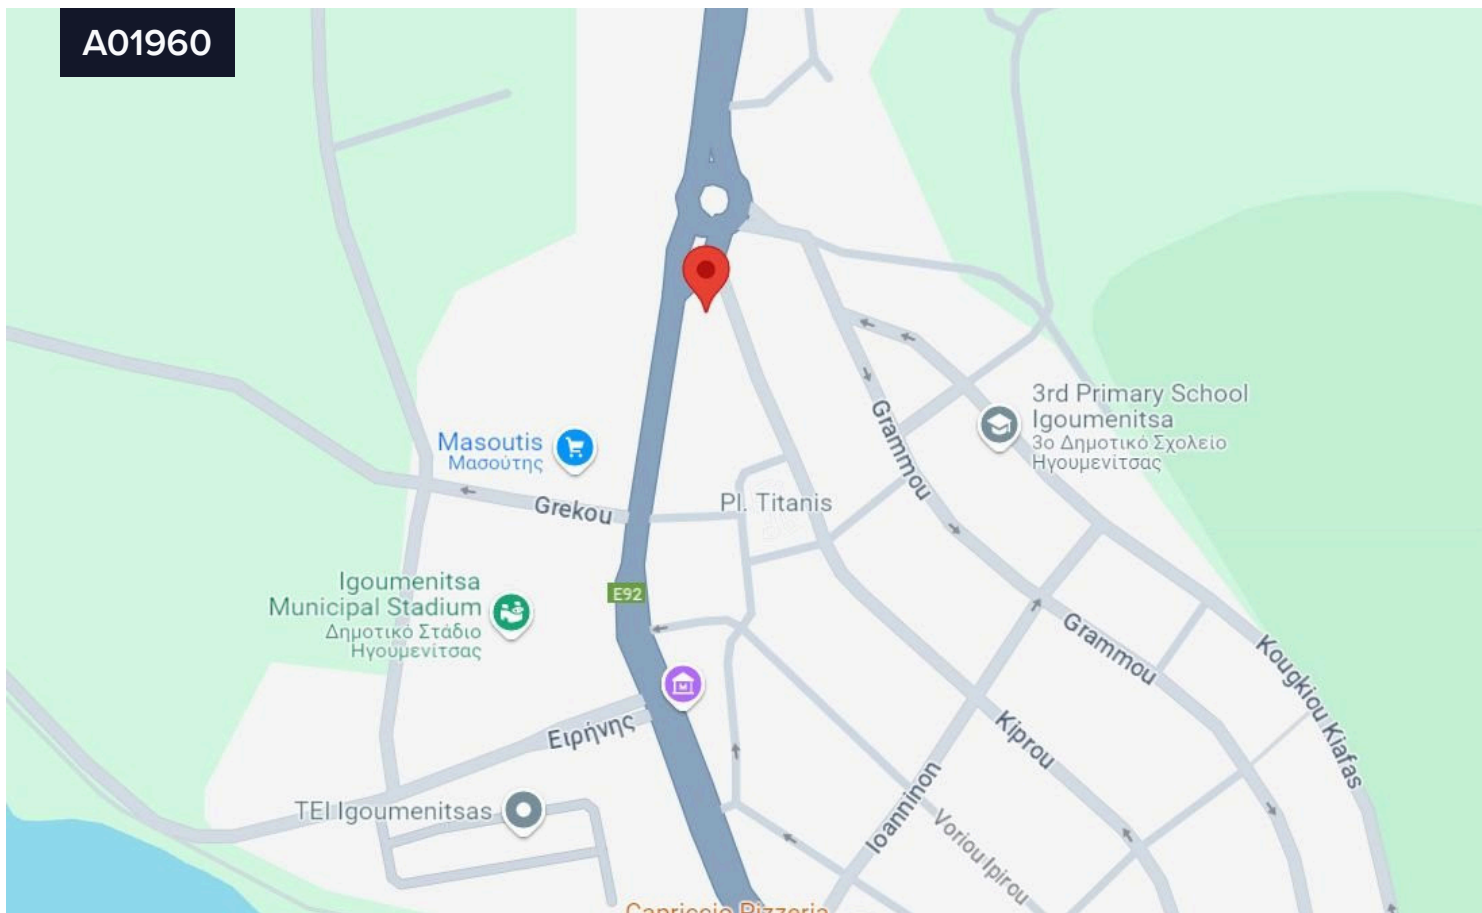 A01960
3rd Primary School
Igoumenitsa
3ο Δημοτικό Σχολείο
Ηγουμενίτσας
Masoutis
Μασούτης
Grammou
Pl. Titanis
Grekou
Igoumenitsa
Municipal Stadium
Δημοτικό Στάδιο
Ηγουμενίτσας
E92
Grammou
Kougkiou Kiafas
Ειρήνης
Kiprou
TEI Igoumenitsas
Ioanninon
Voriou Ipirou
Capriccio Pizzeria